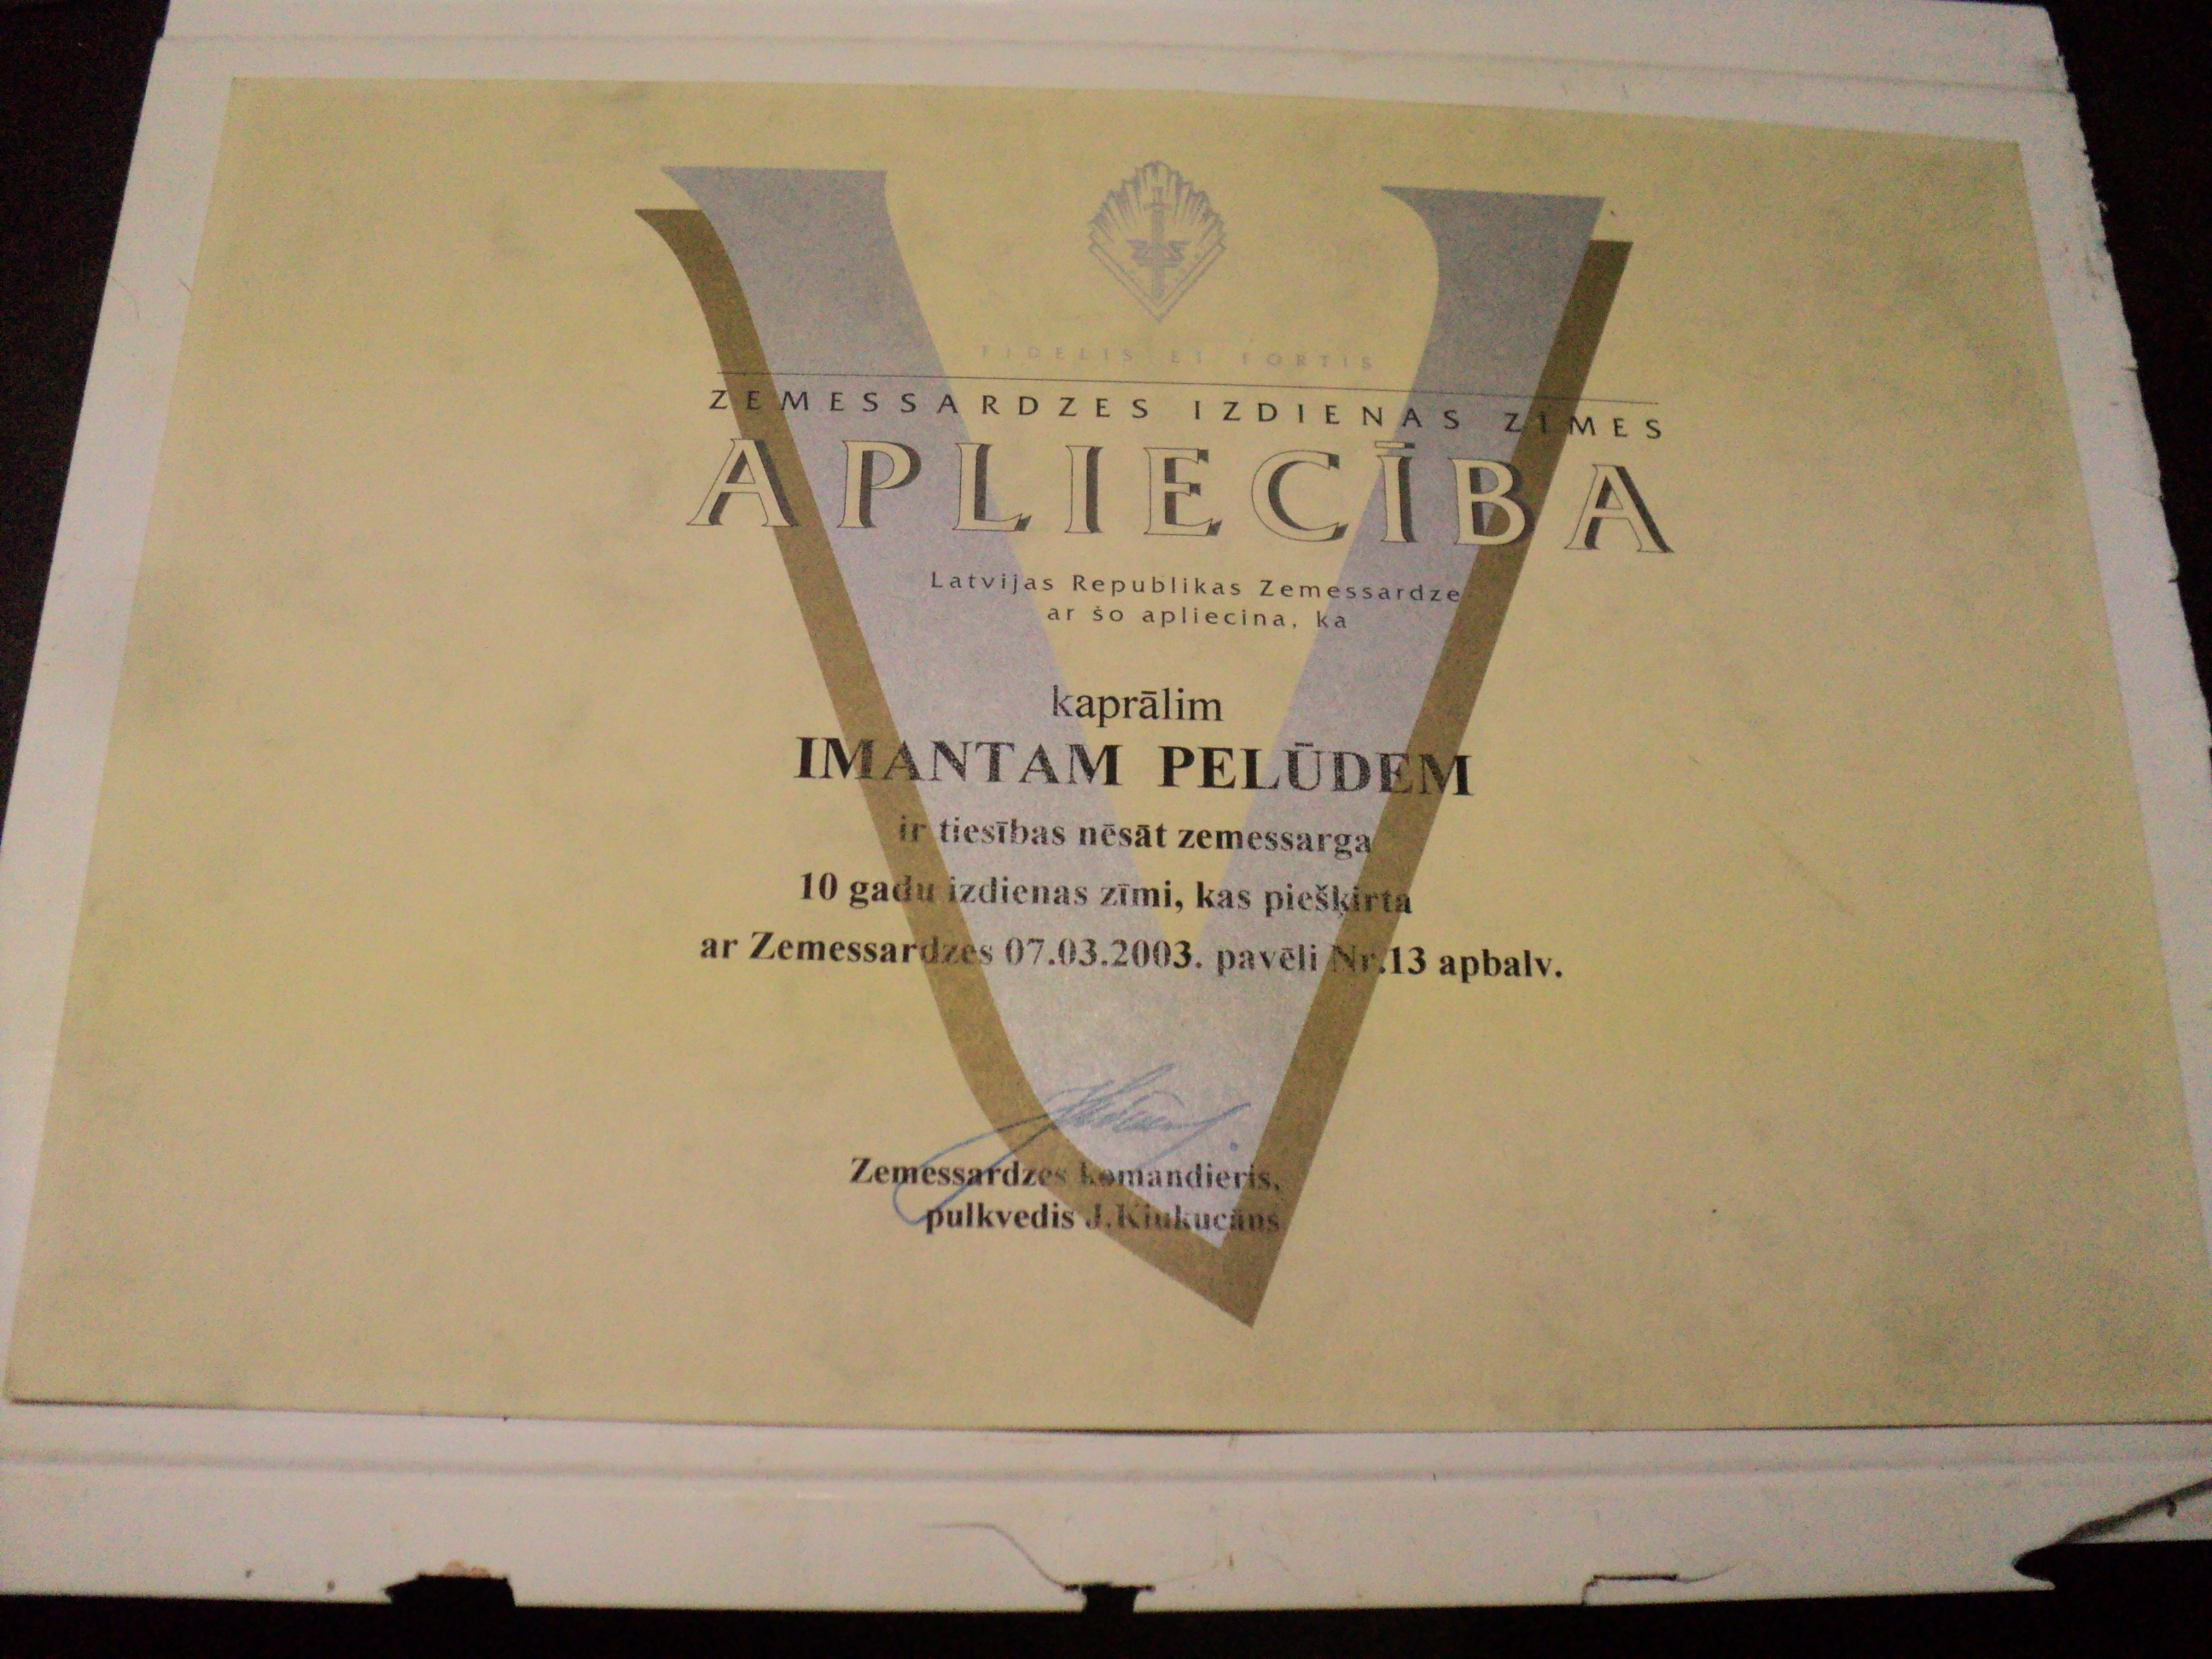 ZS
FIDELIS ET FORTIS
ZEMESSARDZES IZDIENAS ZĪMES
APLIECĪBA
Latvijas Republikas Zemessardze
ar šo apliecina, ka
kaprālim
IMANTAM PELŪDEM
ir tiesības nēsāt zemessarga
10 gadu izdienas zīmi, kas piešķirta
ar Zemessardzes 07.03.2003. pavēli Nr.13 apbalv.
Zemessardzes komandieris,
pulkvedis J.